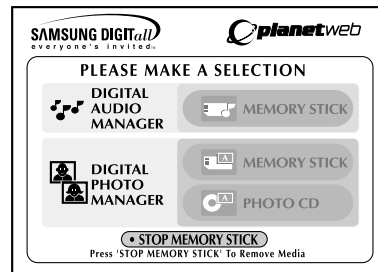 SAMSUNG DIGITall
everyone's invited™
planetweb
PLEASE MAKE A SELECTION
DIGITAL
AUDIO
MANAGER
MEMORY STICK
DIGITAL
PHOTO
MANAGER
A MEMORY STICK
A PHOTO CD
• STOP MEMORY STICK
Press 'STOP MEMORY STICK' To Remove Media